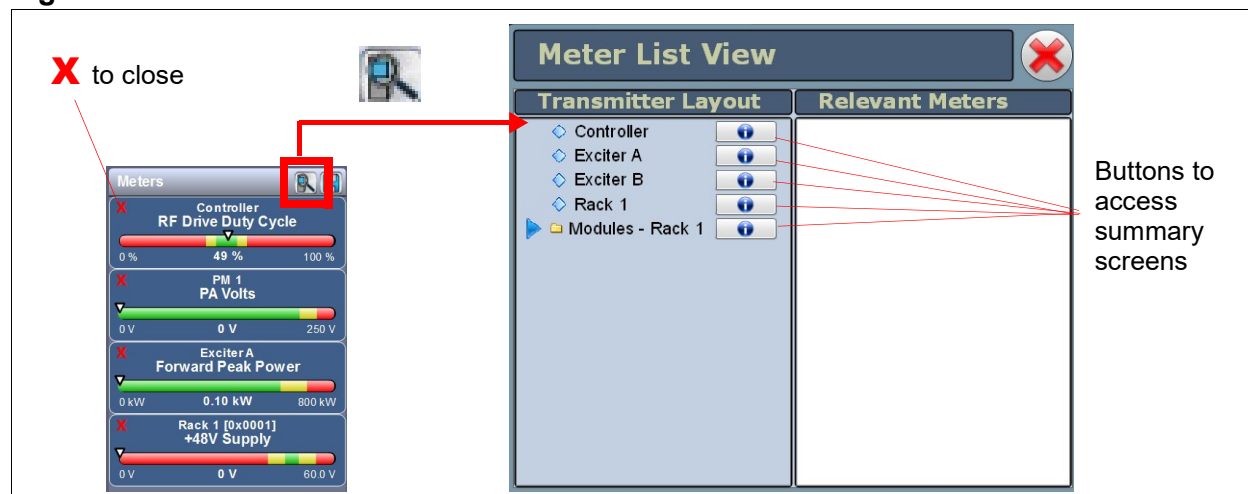 X to close
Meters
X Controller
RF Drive Duty Cycle
0 % 49 % 100 %
X PM 1
PA Volts
0 V 0 V 250 V
X Exciter A
Forward Peak Power
0 kW 0.10 kW 800 kW
X Rack 1 [0x0001]
+48V Supply
0 V 0 V 60.0 V
Meter List View
Transmitter Layout
Relevant Meters
Controller
Exciter A
Exciter B
Rack 1
Modules - Rack 1
Buttons to
access
summary
screens